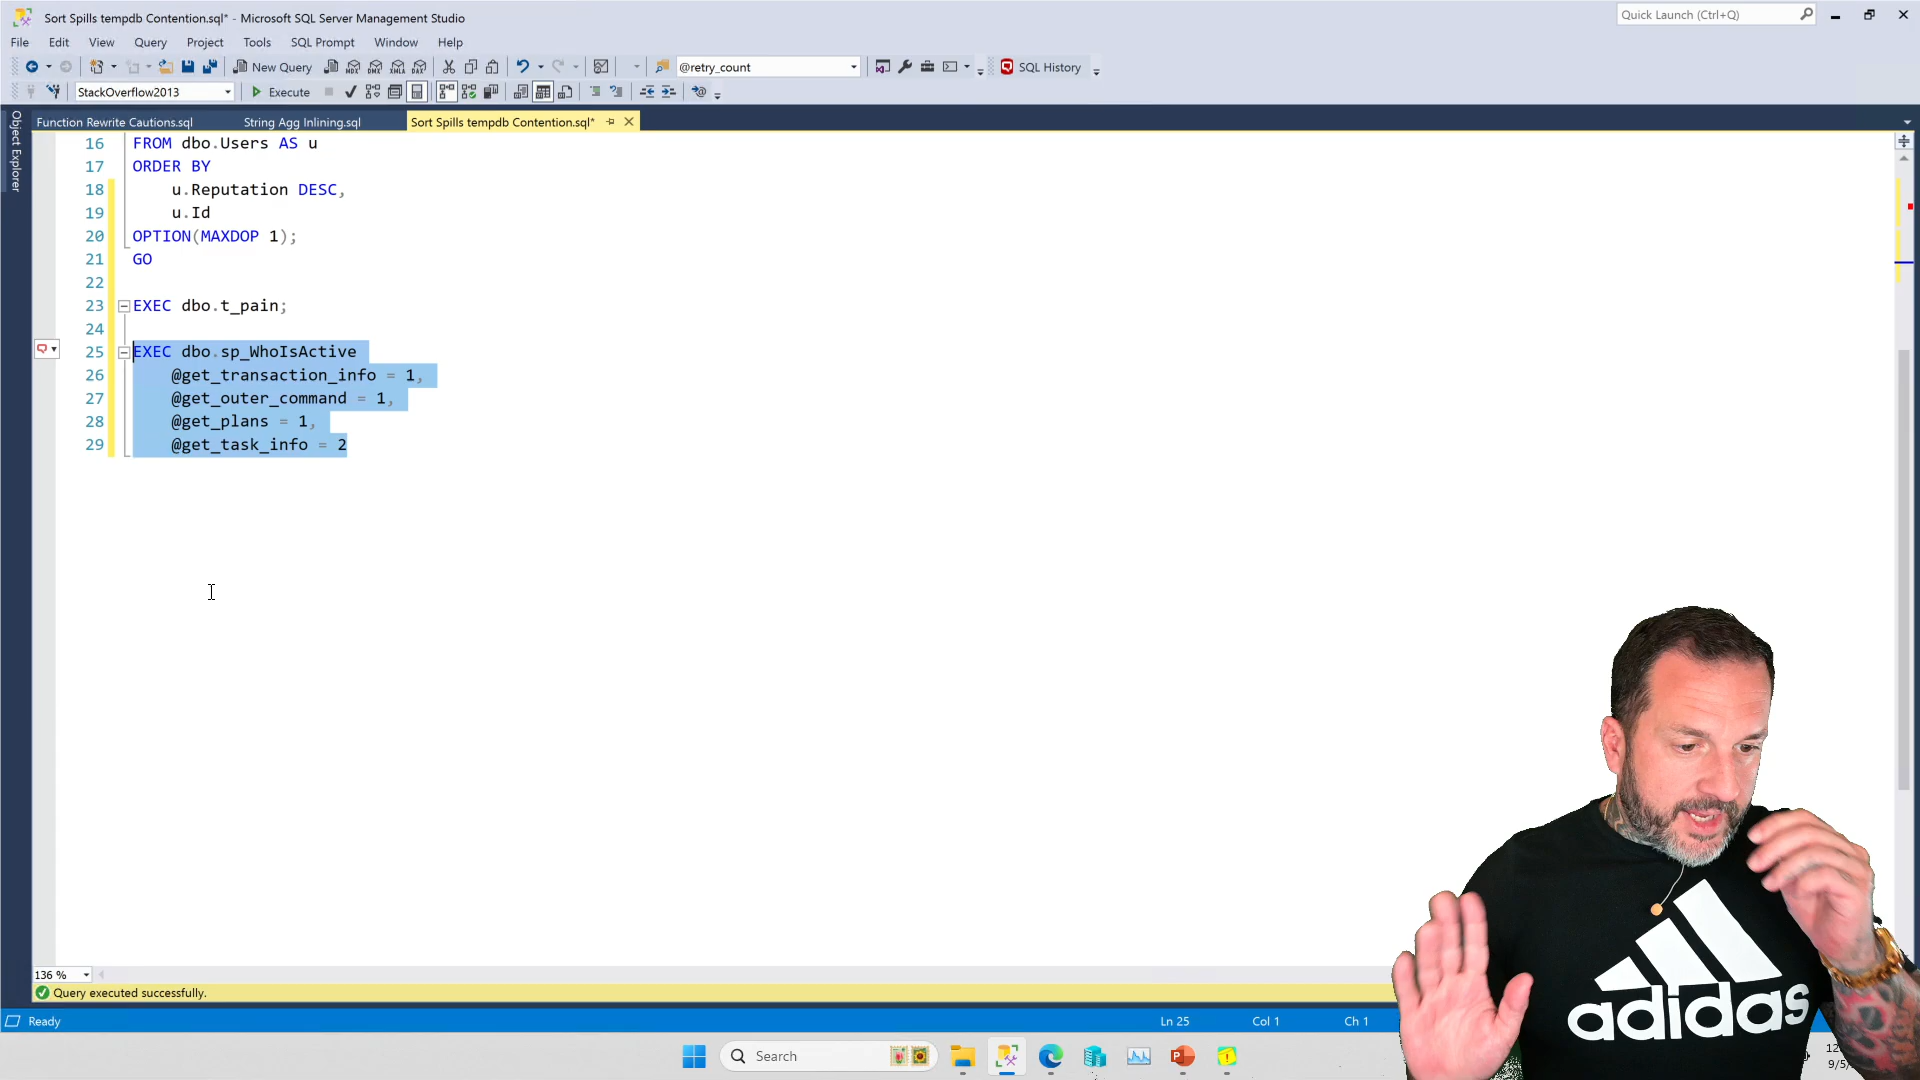 Sort Spills tempdb Contention.sql* - Microsoft SQL Server Management Studio
Quick Launch (Ctrl+Q)
File Edit View Query Project Tools SQL Prompt Window Help
New Query
@retry_count
SQL History
StackOverflow2013
Execute
Function Rewrite Cautions.sql
String Agg Inlining.sql
Sort Spills tempdb Contention.sql*
Object Explorer
16 FROM dbo.Users AS u
17 ORDER BY
18 u.Reputation DESC,
19 u.Id
20 OPTION(MAXDOP 1);
21 GO
22
23 EXEC dbo.t_pain;
24
25 EXEC dbo.sp_WhoIsActive
26 @get_transaction_info = 1,
27 @get_outer_command = 1,
28 @get_plans = 1,
29 @get_task_info = 2
136 %
Query executed successfully.
Ready
Ln 25
Col 1
Ch 1
adidas
Search